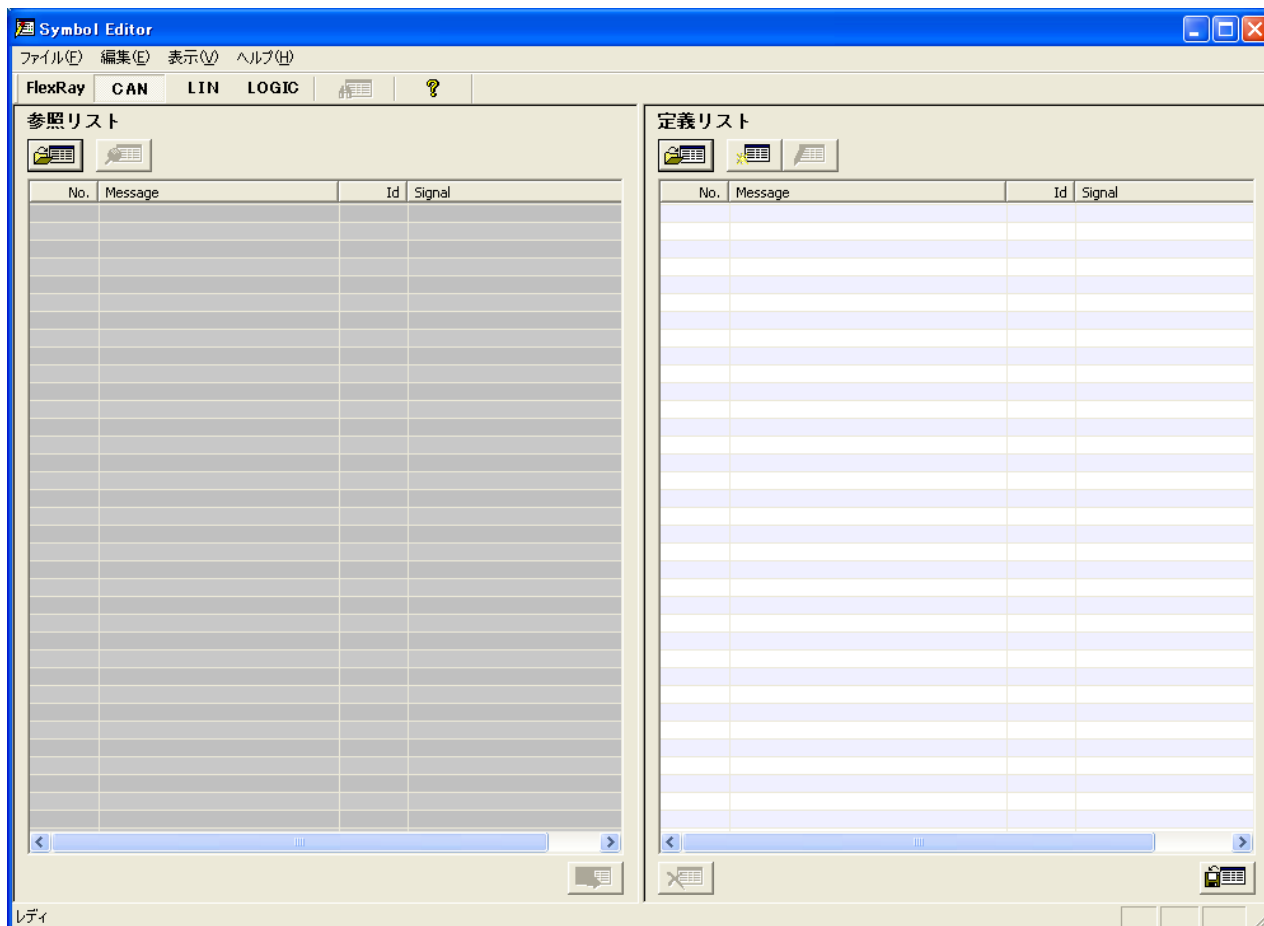 Symbol Editor
ファイル(F) 編集(E) 表示(V) ヘルプ(H)
FlexRay CAN LIN LOGIC
参照リスト
No. Message Id Signal
定義リスト
No. Message Id Signal
レディ